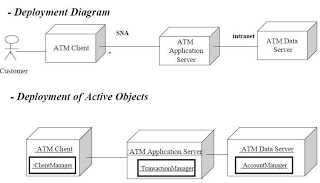 - Deployment Diagram
SNA
intranet
ATM Client
ATM
Application
Server
ATM Data
Server
Customer
- Deployment of Active Objects
:ATM Client
:ClientManager
:ATM Application Server
:TransactionManager
:ATM Data Server
:AccountManager